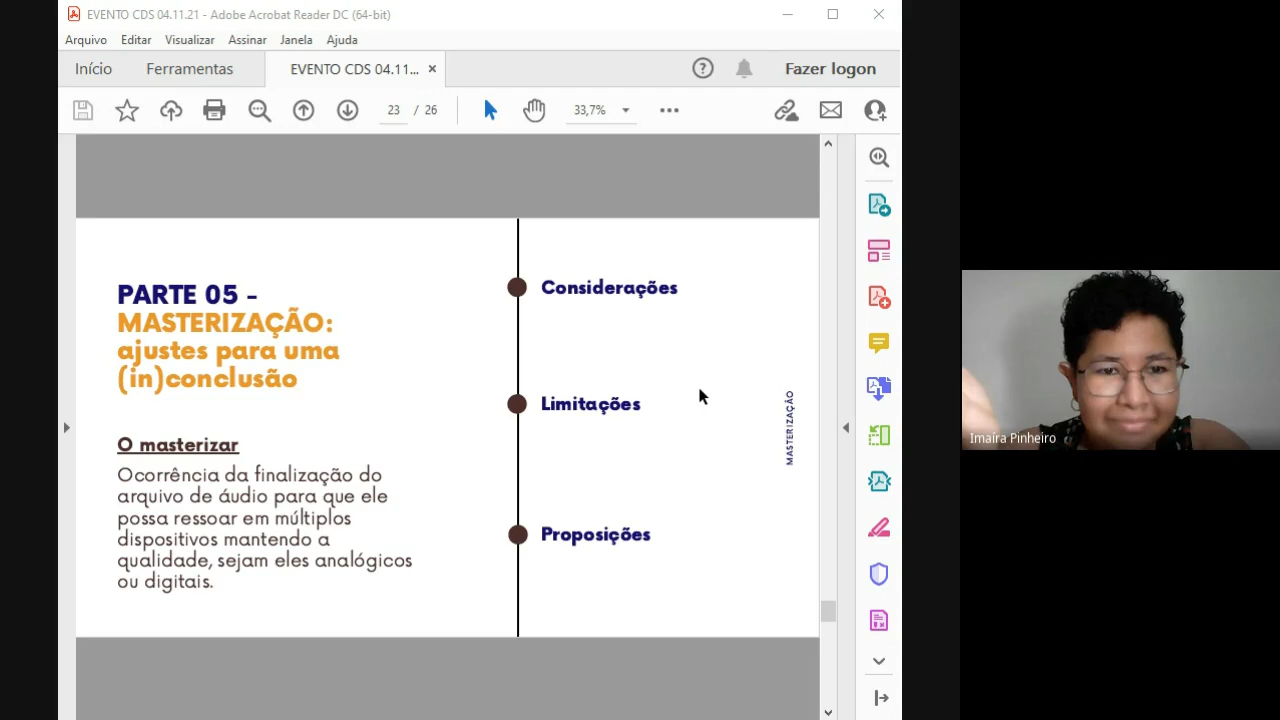 EVENTO CDS 04.11.21 - Adobe Acrobat Reader DC (64-bit)
Arquivo Editar Visualizar Assinar Janela Ajuda
Início Ferramentas EVENTO CDS 04.11... × Fazer logon
23 / 26 33,7%
PARTE 05 -
MASTERIZAÇÃO:
ajustes para uma
(in)conclusão
O masterizar
Ocorrência da finalização do
arquivo de áudio para que ele
possa ressoar em múltiplos
dispositivos mantendo a
qualidade, sejam eles analógicos
ou digitais.
Considerações
Limitações
Proposições
MASTERIZAÇÃO
Imaíra Pinheiro